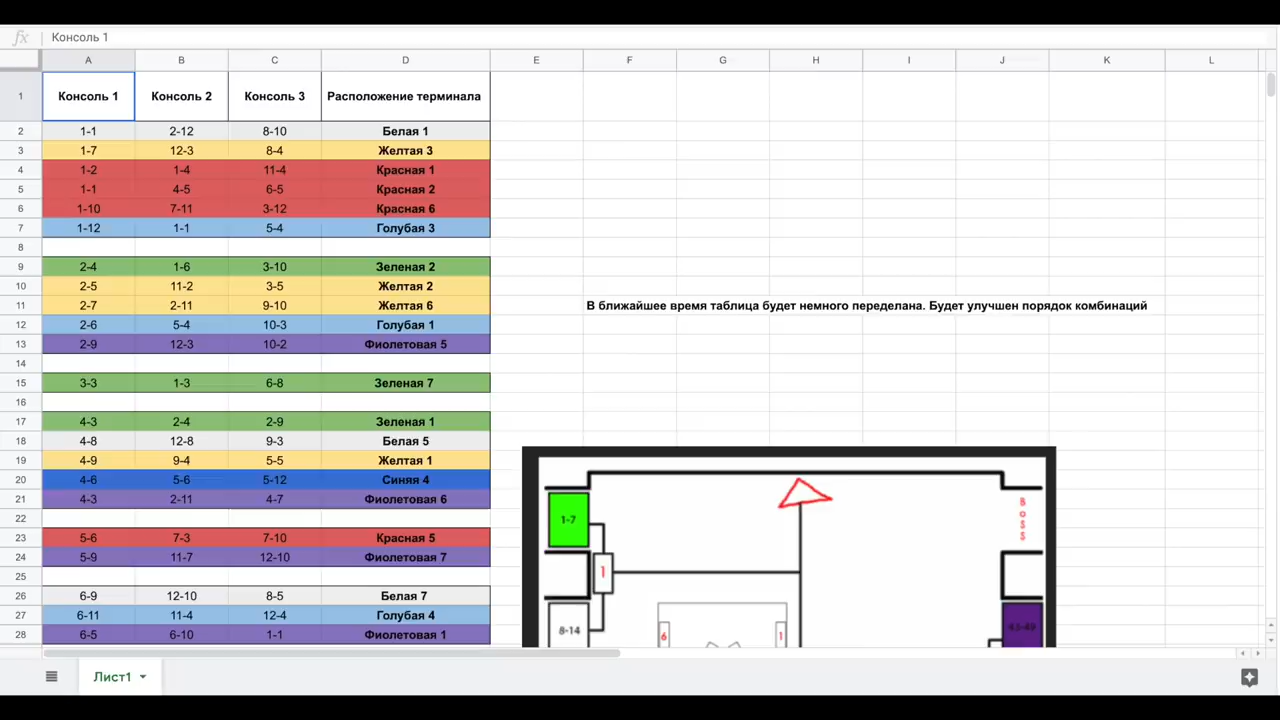 fx Консоль 1
A B C D E F G H I J K L
1 Консоль 1 Консоль 2 Консоль 3 Расположение терминала
2 1-1 2-12 8-10 Белая 1
3 1-7 12-3 8-4 Желтая 3
4 1-2 1-4 11-4 Красная 1
5 1-1 4-5 6-5 Красная 2
6 1-10 7-11 3-12 Красная 6
7 1-12 1-1 5-4 Голубая 3
8
9 2-4 1-6 3-10 Зеленая 2
10 2-5 11-2 3-5 Желтая 2
11 2-7 2-11 9-10 Желтая 6 В ближайшее время таблица будет немного переделана. Будет улучшен порядок комбинаций
12 2-6 5-4 10-3 Голубая 1
13 2-9 12-3 10-2 Фиолетовая 5
14
15 3-3 1-3 6-8 Зеленая 7
16
17 4-3 2-4 2-9 Зеленая 1
18 4-8 12-8 9-3 Белая 5
19 4-9 9-4 5-5 Желтая 1
20 4-6 5-6 5-12 Синяя 4
21 4-3 2-11 4-7 Фиолетовая 6
22
23 5-6 7-3 7-10 Красная 5
24 5-9 11-7 12-10 Фиолетовая 7
25
26 6-9 12-10 8-5 Белая 7
27 6-11 11-4 12-4 Голубая 4
28 6-5 6-10 1-1 Фиолетовая 1
1-7
BoSS
1
8-14
6 1
43-49
Лист1